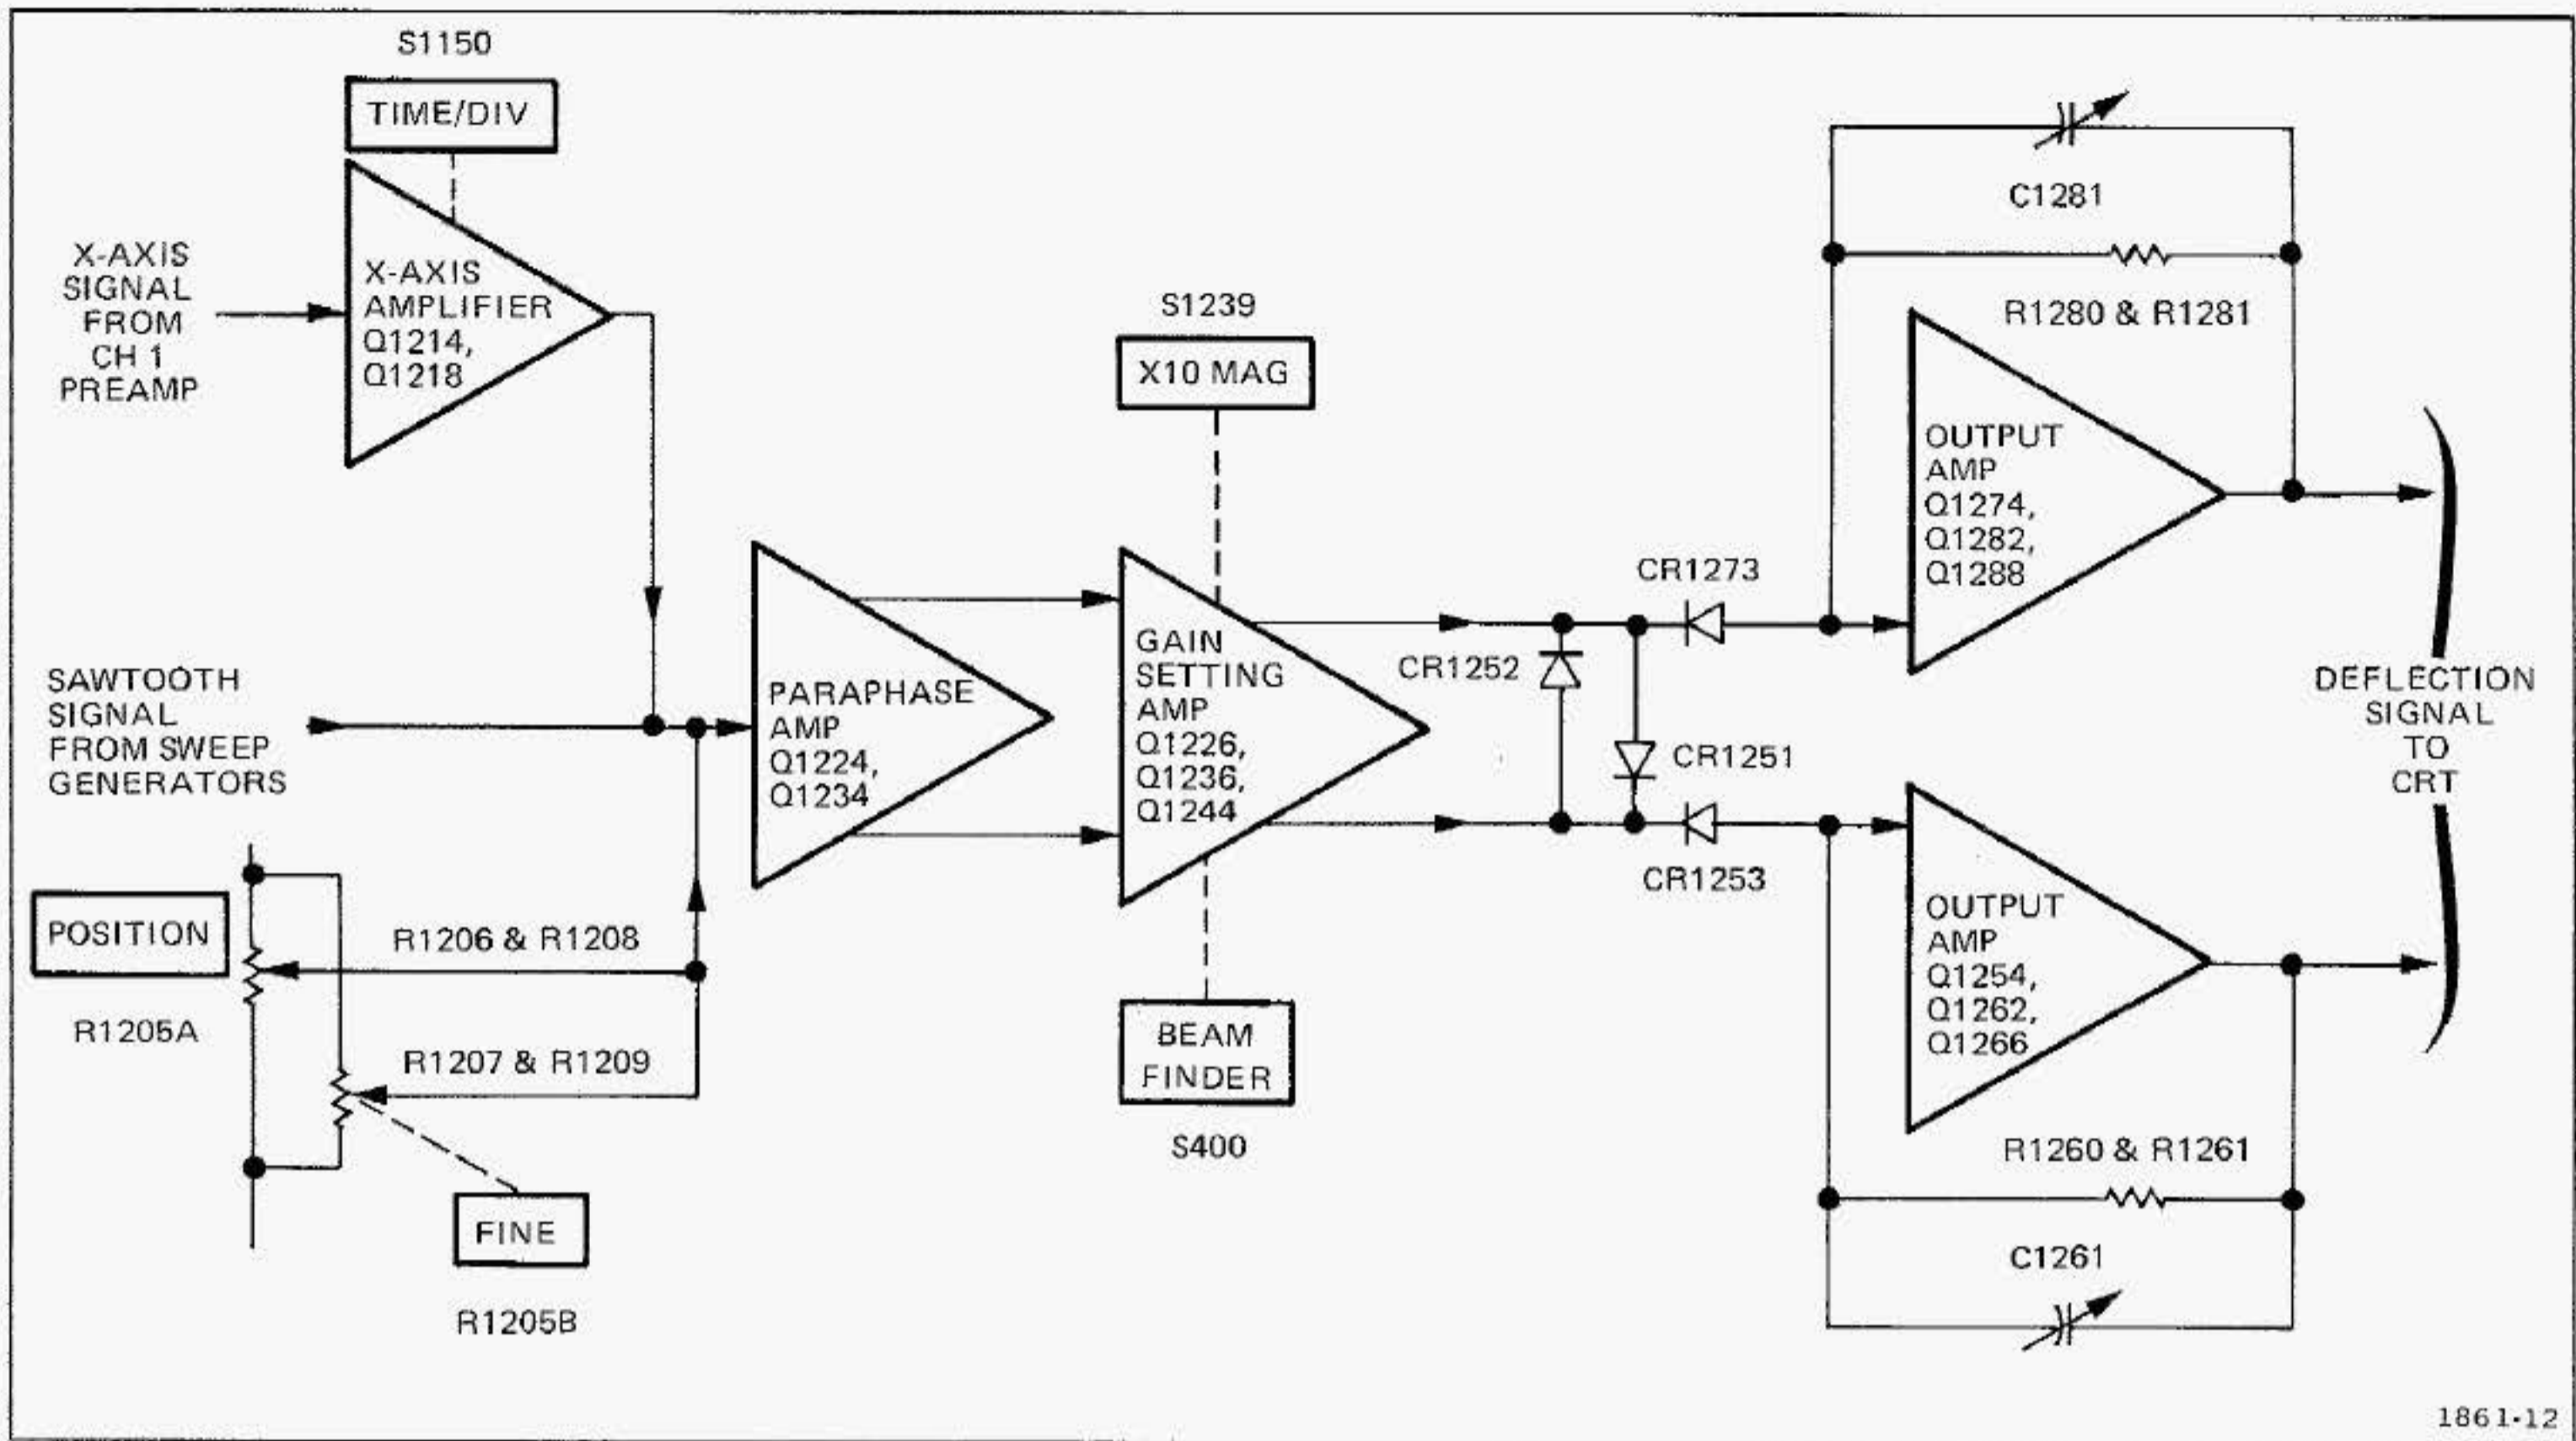 S1150
TIME/DIV
X-AXIS
SIGNAL
FROM
CH 1
PREAMP
X-AXIS
AMPLIFIER
Q1214,
Q1218
SAWTOOTH
SIGNAL
FROM SWEEP
GENERATORS
POSITION
R1205A
R1206 & R1208
R1207 & R1209
FINE
R1205B
PARAPHASE
AMP
Q1224,
Q1234
S1239
X10 MAG
GAIN
SETTING
AMP
Q1226,
Q1236,
Q1244
BEAM
FINDER
S400
CR1252
CR1273
CR1251
CR1253
C1281
R1280 & R1281
OUTPUT
AMP
Q1274,
Q1282,
Q1288
OUTPUT
AMP
Q1254,
Q1262,
Q1266
R1260 & R1261
C1261
DEFLECTION
SIGNAL
TO
CRT
1861-12